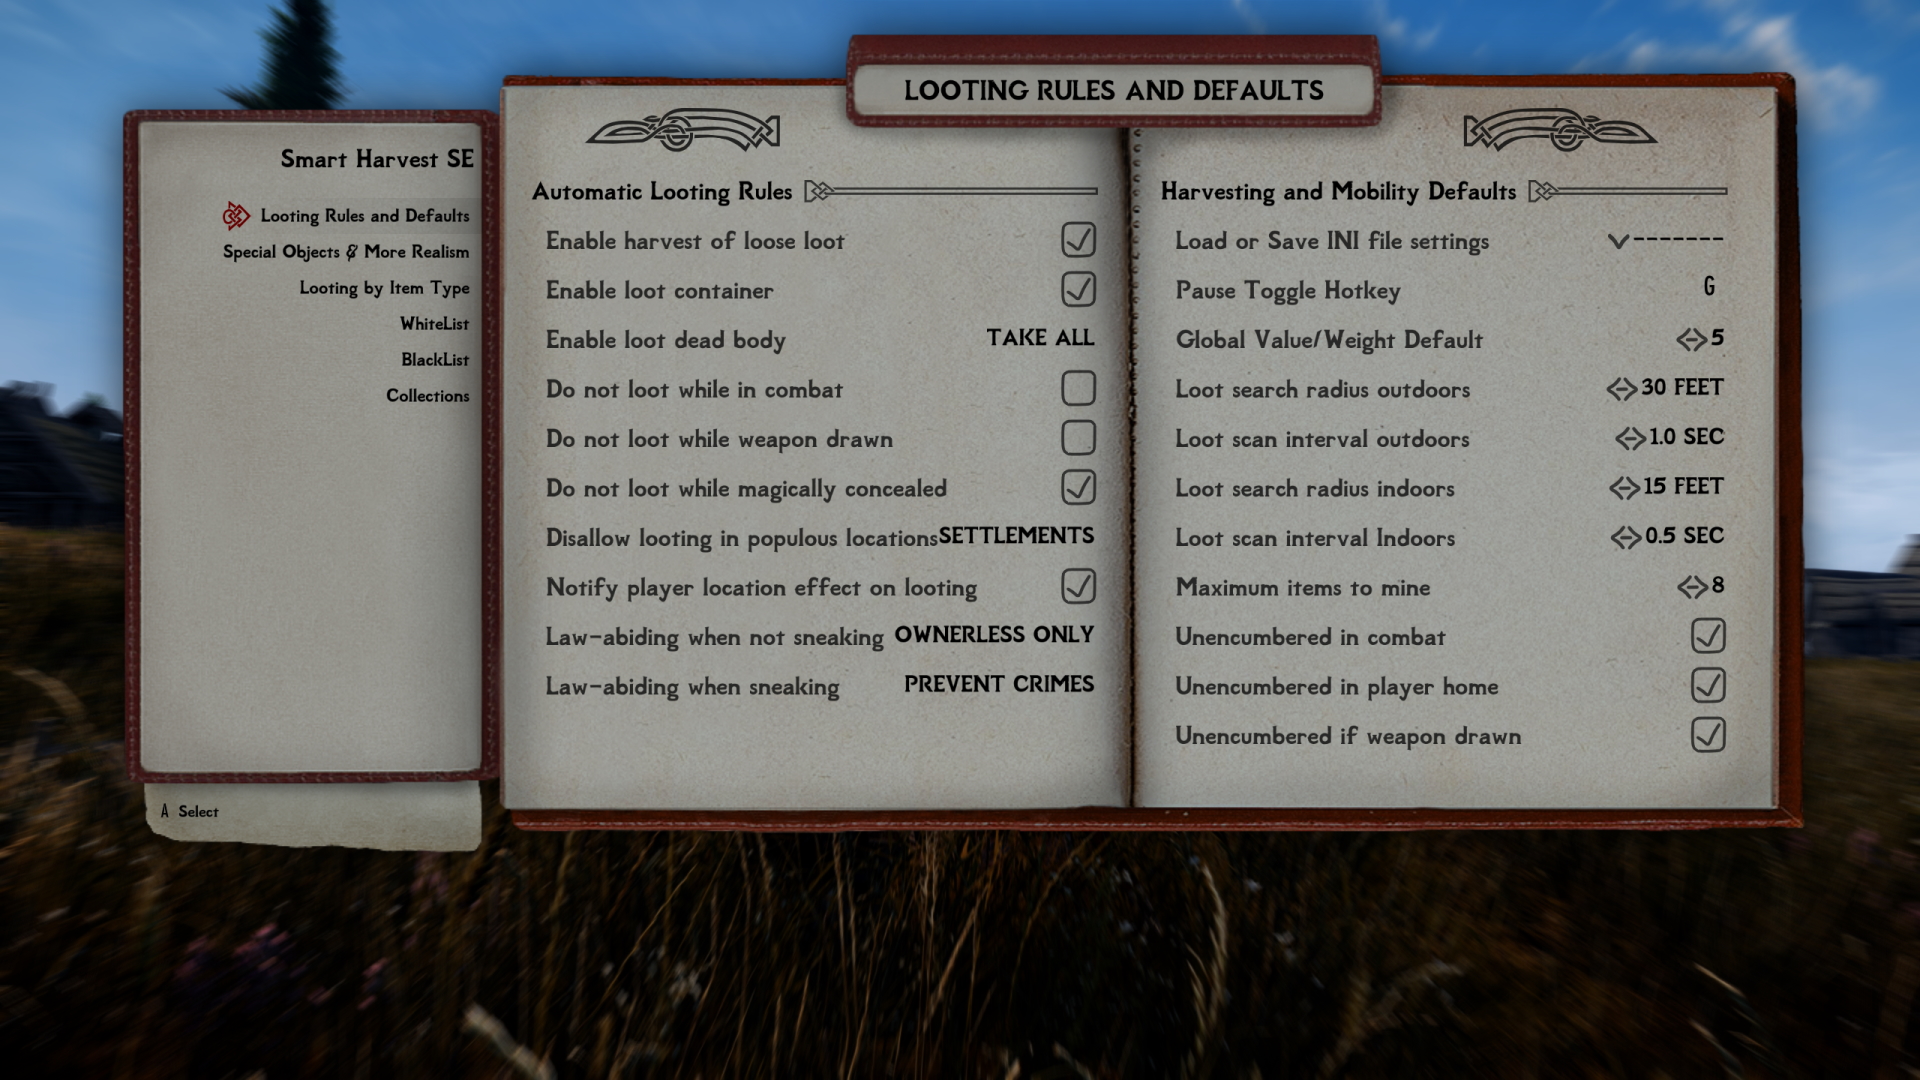 LOOTING RULES AND DEFAULTS
Smart Harvest SE
Looting Rules and Defaults
Special Objects & More Realism
Looting by Item Type
WhiteList
BlackList
Collections
A Select
Automatic Looting Rules
Enable harvest of loose loot
Enable loot container
Enable loot dead body TAKE ALL
Do not loot while in combat
Do not loot while weapon drawn
Do not loot while magically concealed
Disallow looting in populous locations SETTLEMENTS
Notify player location effect on looting
Law-abiding when not sneaking OWNERLESS ONLY
Law-abiding when sneaking PREVENT CRIMES
Harvesting and Mobility Defaults
Load or Save INI file settings -------
Pause Toggle Hotkey G
Global Value/Weight Default 5
Loot search radius outdoors 30 FEET
Loot scan interval outdoors 1.0 SEC
Loot search radius indoors 15 FEET
Loot scan interval Indoors 0.5 SEC
Maximum items to mine 8
Unencumbered in combat
Unencumbered in player home
Unencumbered if weapon drawn